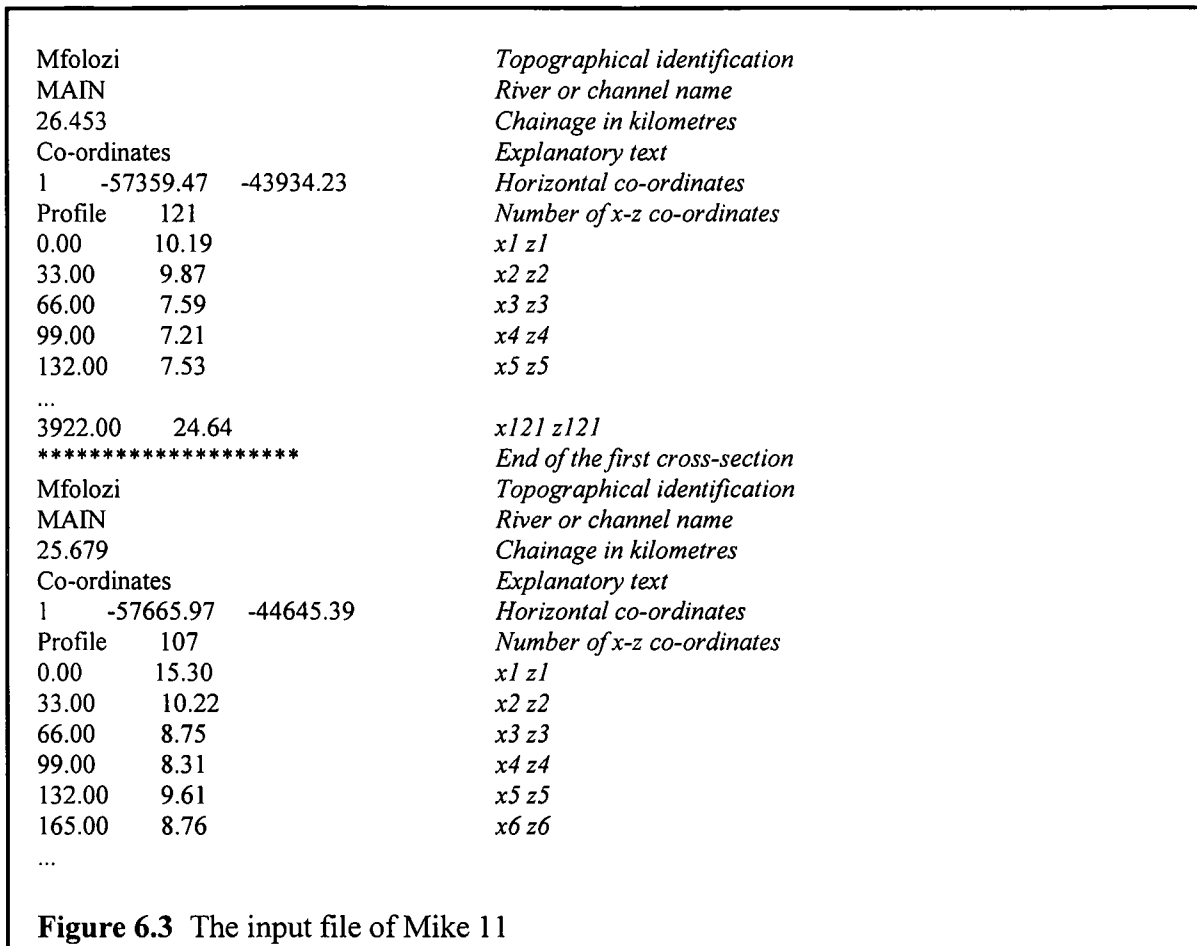 Mfolozi Topographical identification
MAIN River or channel name
26.453 Chainage in kilometres
Co-ordinates Explanatory text
1 -57359.47 -43934.23 Horizontal co-ordinates
Profile 121 Number of x-z co-ordinates
0.00 10.19 x1 z1
33.00 9.87 x2 z2
66.00 7.59 x3 z3
99.00 7.21 x4 z4
132.00 7.53 x5 z5
...
3922.00 24.64 x121 z121
********************* End of the first cross-section
Mfolozi Topographical identification
MAIN River or channel name
25.679 Chainage in kilometres
Co-ordinates Explanatory text
1 -57665.97 -44645.39 Horizontal co-ordinates
Profile 107 Number of x-z co-ordinates
0.00 15.30 x1 z1
33.00 10.22 x2 z2
66.00 8.75 x3 z3
99.00 8.31 x4 z4
132.00 9.61 x5 z5
165.00 8.76 x6 z6
...
Figure 6.3 The input file of Mike 11